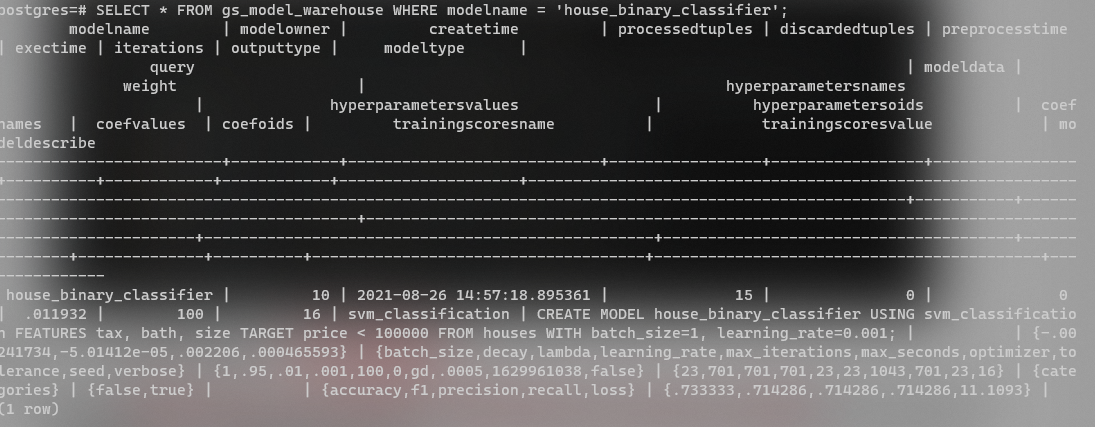 postgres=# SELECT * FROM gs_model_warehouse WHERE modelname = 'house_binary_classifier';
modelname | modelowner | createtime | processedtuples | discardedtuples | preprocesstime
| exectime | iterations | outputtype | modeltype |
query | modeldata |
weight | hyperparametersnames
| hyperparametersvalues | hyperparametersoids | coef
names | coefvalues | coefoids | trainingscoresname | trainingscoresvalue | mo
deldescribe
-------------------------+------------+----------------------------+-----------------+-----------------+----------------
+----------+------------+------------+--------------------+------------------------------------------------------------
----------------------------------------------------------------------------------------------------+-----------+------
---------------------------------------+-------------------------------------------------------------------------------
---------------------+--------------------------------------------------+---------------------------------------+------
-------+--------------+----------+------------------------------------+-------------------------------------------+---
------------
house_binary_classifier | 10 | 2021-08-26 14:57:18.895361 | 15 | 0 | 0
| .011932 | 100 | 16 | svm_classification | CREATE MODEL house_binary_classifier USING svm_classificatio
n FEATURES tax, bath, size TARGET price < 100000 FROM houses WITH batch_size=1, learning_rate=0.001; | | {-.00
241734,-5.01412e-05,.002206,.000465593} | {batch_size,decay,lambda,learning_rate,max_iterations,max_seconds,optimizer,to
lerance,seed,verbose} | {1,.95,.01,.001,100,0,gd,.0005,1629961038,false} | {23,701,701,701,23,23,1043,701,23,16} | {cate
gories} | {false,true} | | {accuracy,f1,precision,recall,loss} | {.733333,.714286,.714286,.714286,11.1093} |
(1 row)